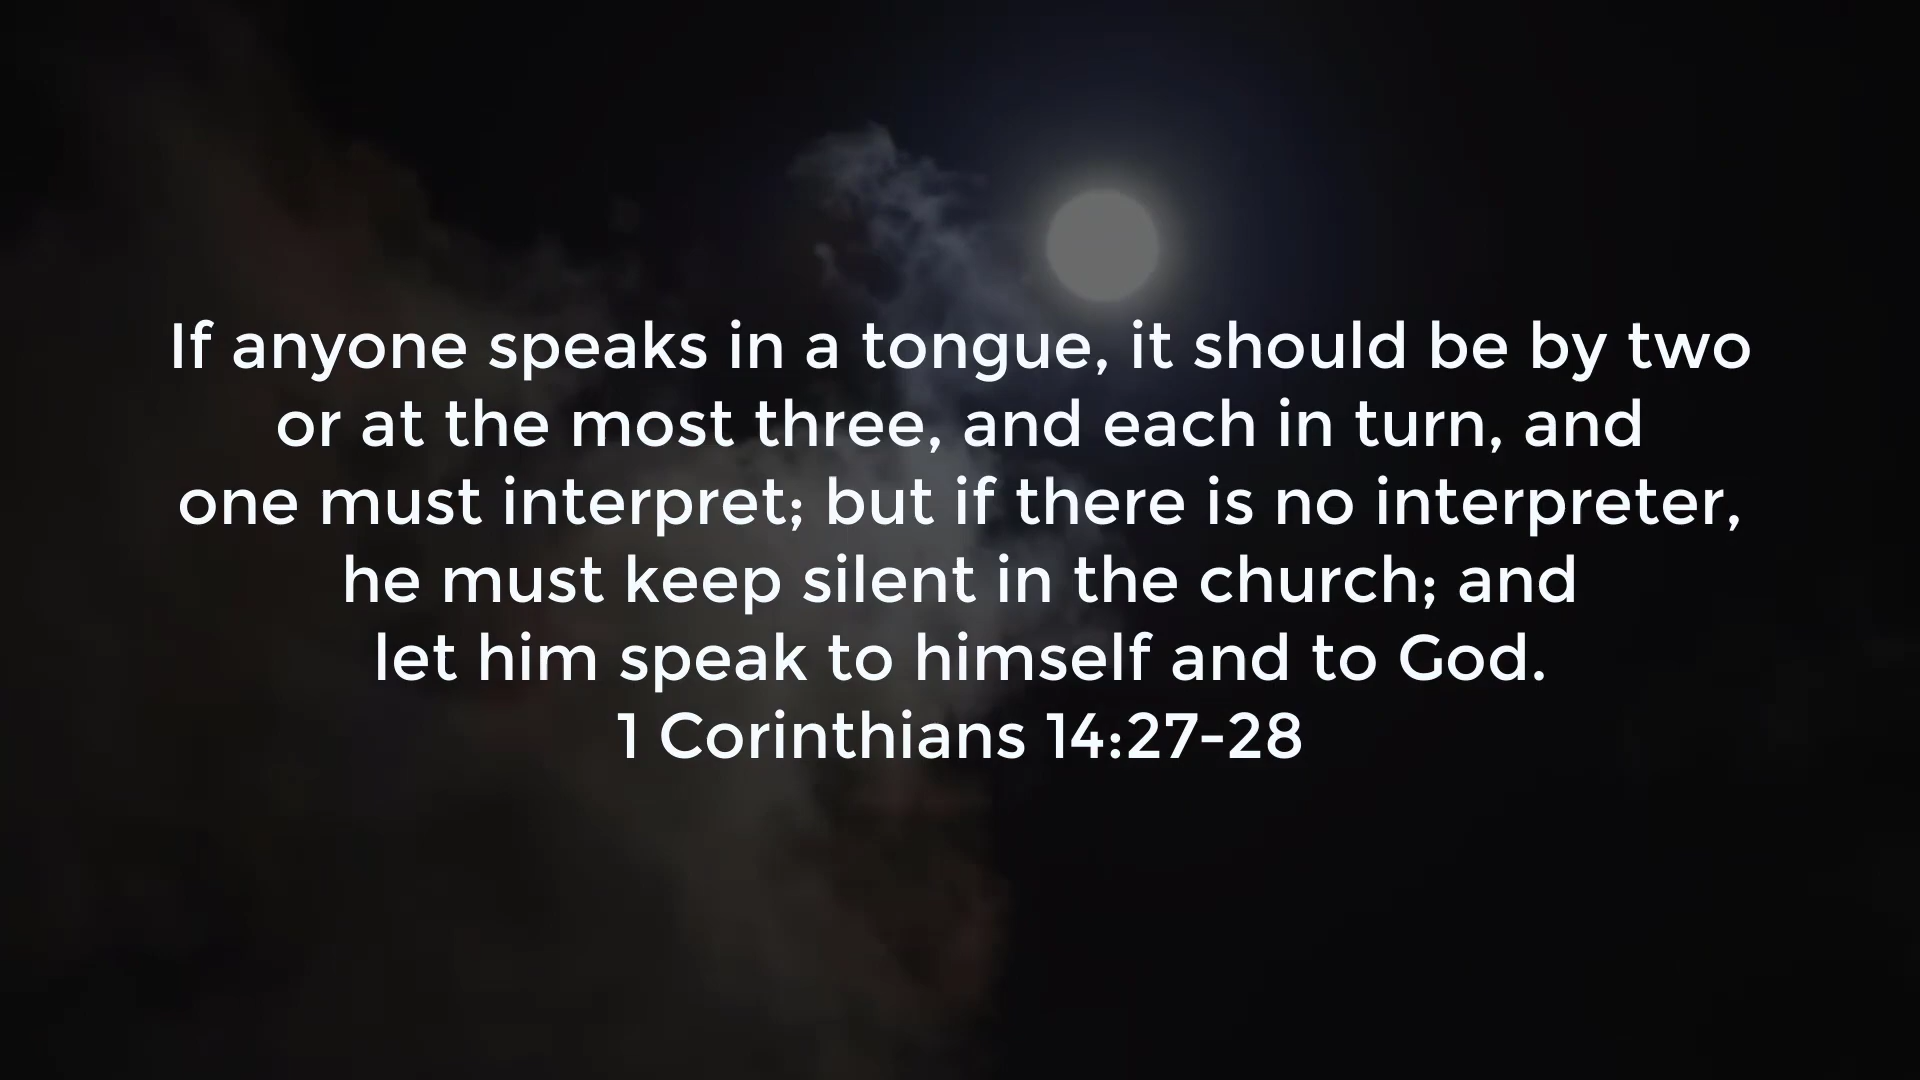 If anyone speaks in a tongue, it should be by two
or at the most three, and each in turn, and
one must interpret; but if there is no interpreter,
he must keep silent in the church; and
let him speak to himself and to God.
1 Corinthians 14:27-28